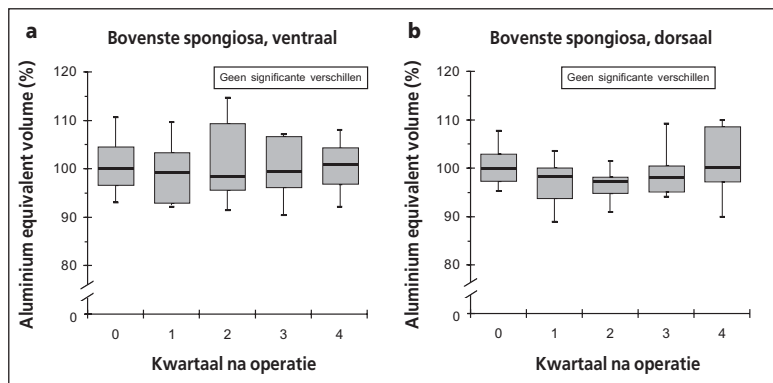 a
Bovenste spongiosa, ventraal
Geen significante verschillen
Aluminium equivalent volume (%)
120
110
100
90
80
0
0 1 2 3 4
Kwartaal na operatie
b
Bovenste spongiosa, dorsaal
Geen significante verschillen
Aluminium equivalent volume (%)
120
110
100
90
80
0
0 1 2 3 4
Kwartaal na operatie